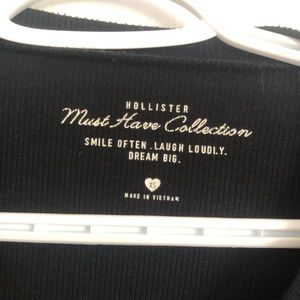 HOLLISTER
Must Have Collection
SMILE OFTEN.LAUGH LOUDLY.
DREAM BIG.
XS
MADE IN VIETNAM